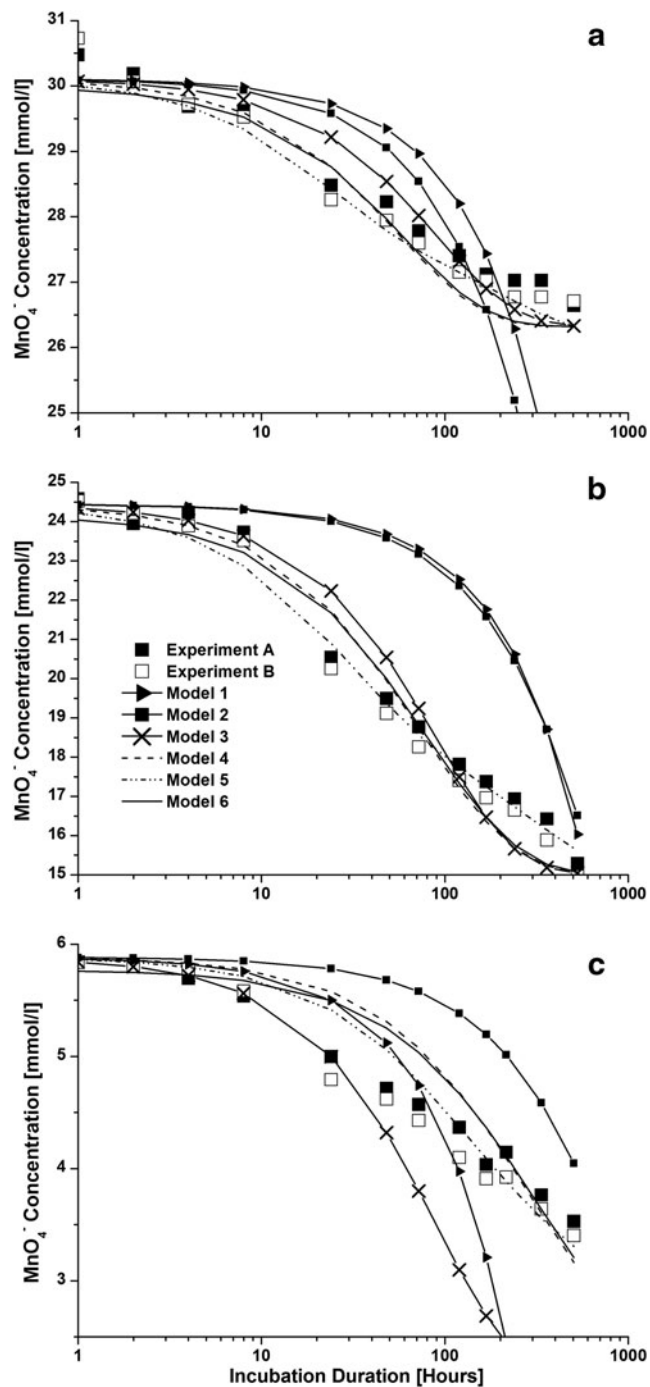 a
31
30
29
28
27
26
25
MnO₄⁻ Concentration [mmol/l]
1
10
100
1000
b
25
24
23
22
21
20
19
18
17
16
15
MnO₄⁻ Concentration [mmol/l]
Experiment A
Experiment B
Model 1
Model 2
Model 3
Model 4
Model 5
Model 6
1
10
100
1000
c
6
5
4
3
MnO₄⁻ Concentration [mmol/l]
1
10
100
1000
Incubation Duration [Hours]